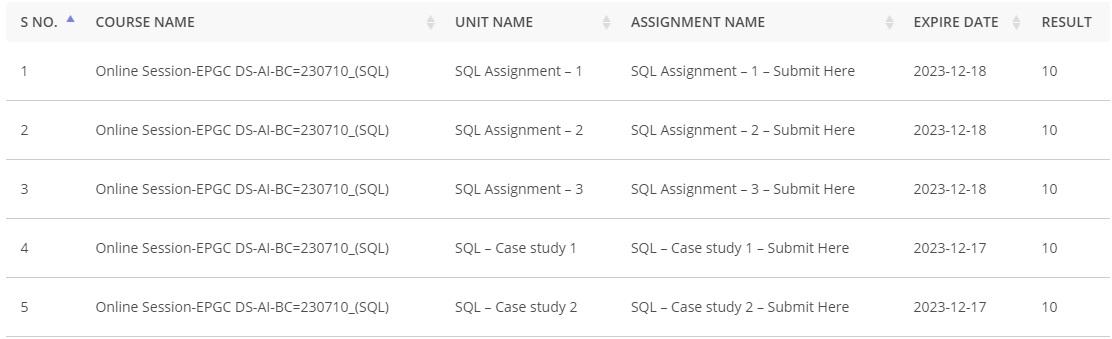 S NO. COURSE NAME UNIT NAME ASSIGNMENT NAME EXPIRE DATE RESULT
1 Online Session-EPGC DS-AI-BC=230710_(SQL) SQL Assignment – 1 SQL Assignment – 1 – Submit Here 2023-12-18 10
2 Online Session-EPGC DS-AI-BC=230710_(SQL) SQL Assignment – 2 SQL Assignment – 2 – Submit Here 2023-12-18 10
3 Online Session-EPGC DS-AI-BC=230710_(SQL) SQL Assignment – 3 SQL Assignment – 3 – Submit Here 2023-12-18 10
4 Online Session-EPGC DS-AI-BC=230710_(SQL) SQL – Case study 1 SQL – Case study 1 – Submit Here 2023-12-17 10
5 Online Session-EPGC DS-AI-BC=230710_(SQL) SQL – Case study 2 SQL – Case study 2 – Submit Here 2023-12-17 10